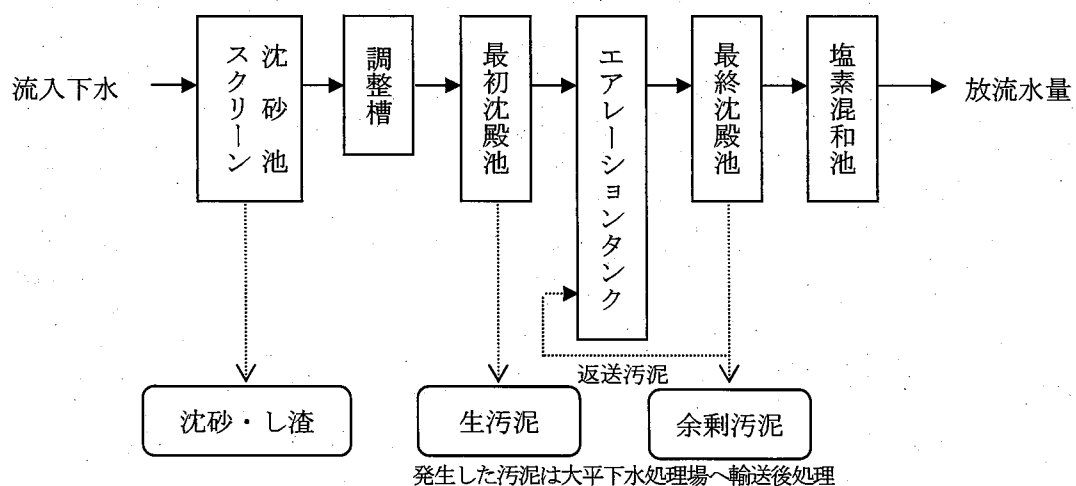 流入下水
沈砂池
スクリーン
調整槽
最初沈殿池
エアレーションタンク
最終沈殿池
塩素混和池
放流水量
返送汚泥
沈砂・し渣
生汚泥
余剰汚泥
発生した汚泥は大平下水処理場へ輸送後処理